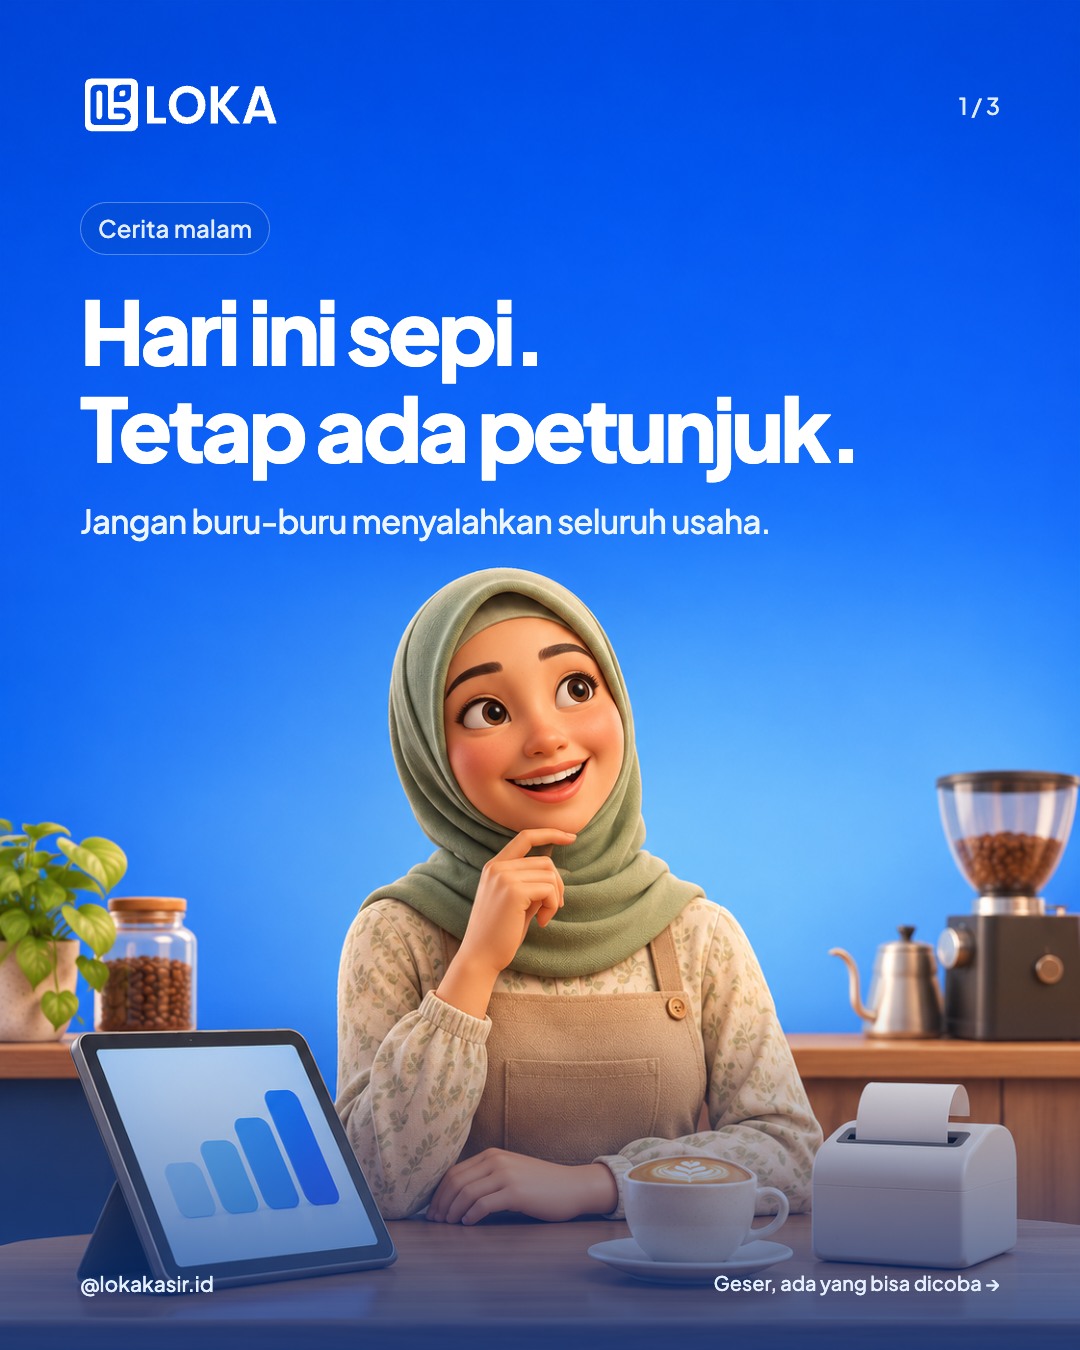 LOKA
1/3
Cerita malam
Hari ini sepi.
Tetap ada petunjuk.
Jangan buru-buru menyalahkan seluruh usaha.
@lokakasir.id
Geser, ada yang bisa dicoba →